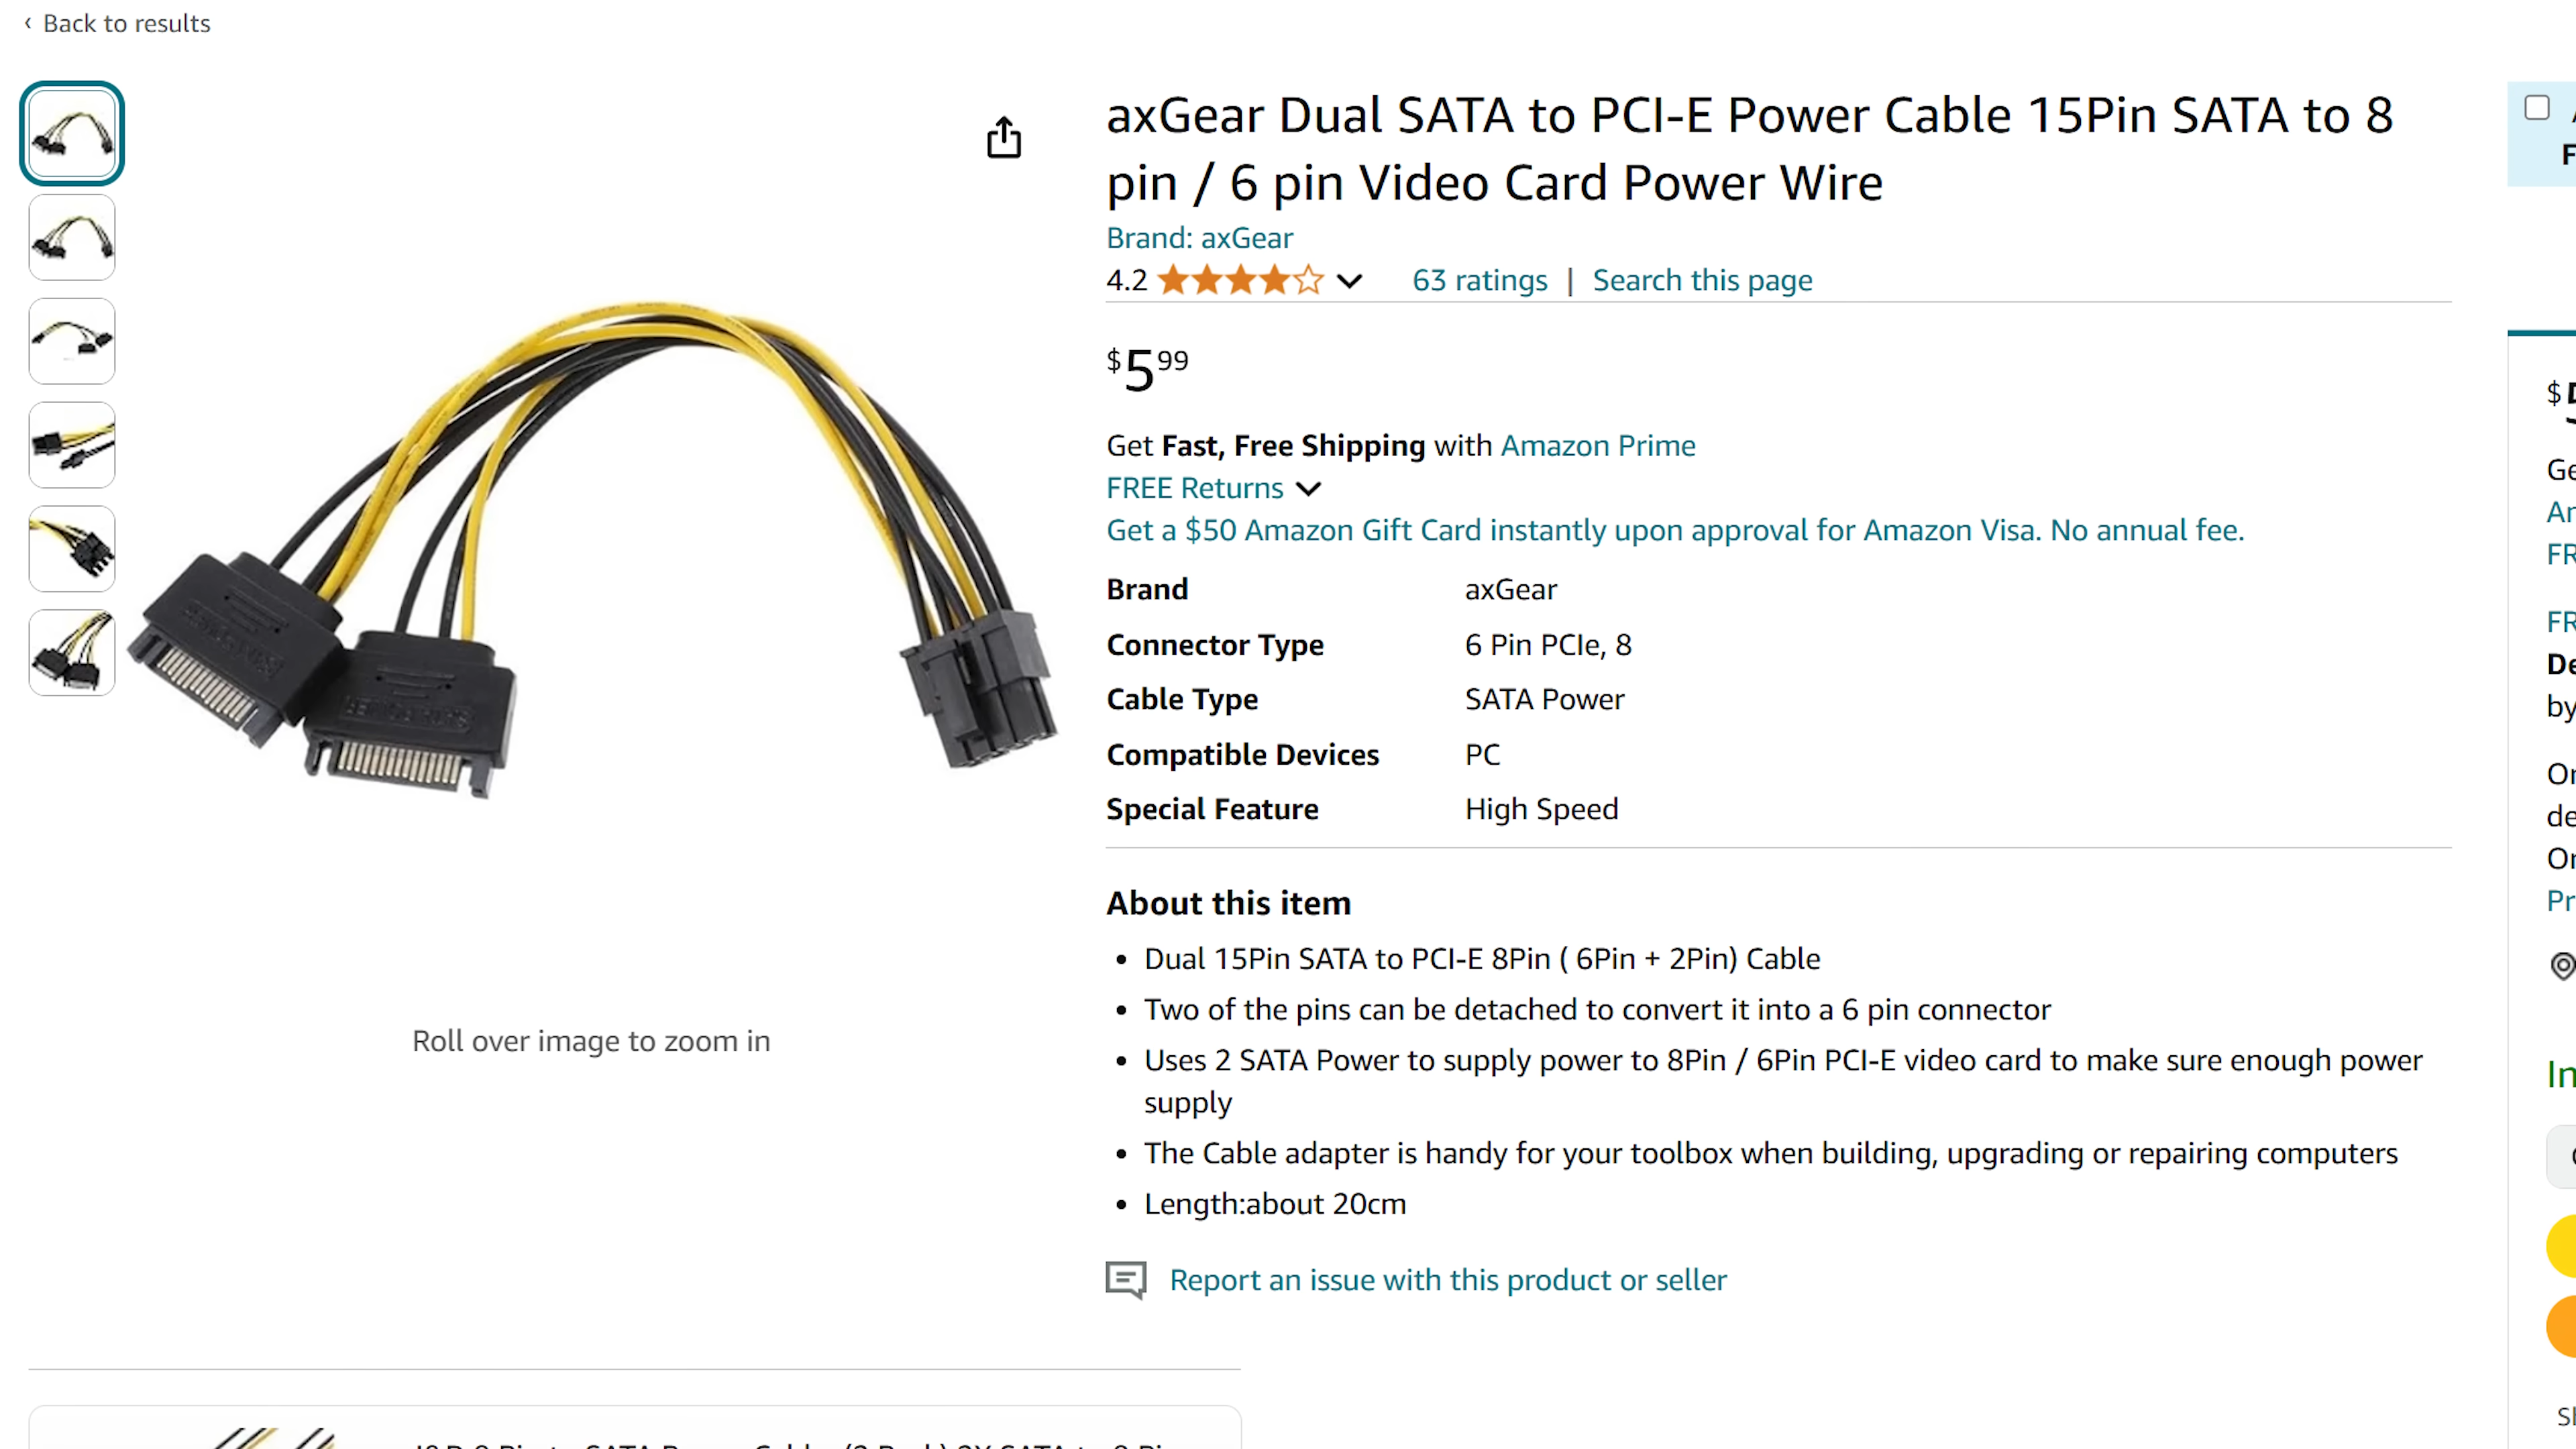 ‹ Back to results
axGear Dual SATA to PCI-E Power Cable 15Pin SATA to 8
pin / 6 pin Video Card Power Wire
Brand: axGear
4.2 63 ratings | Search this page
$5 99
Get Fast, Free Shipping with Amazon Prime
FREE Returns
Get a $50 Amazon Gift Card instantly upon approval for Amazon Visa. No annual fee.
Brand axGear
Connector Type 6 Pin PCIe, 8
Cable Type SATA Power
Compatible Devices PC
Special Feature High Speed
About this item
• Dual 15Pin SATA to PCI-E 8Pin ( 6Pin + 2Pin) Cable
• Two of the pins can be detached to convert it into a 6 pin connector
• Uses 2 SATA Power to supply power to 8Pin / 6Pin PCI-E video card to make sure enough power
supply
• The Cable adapter is handy for your toolbox when building, upgrading or repairing computers
• Length:about 20cm
Report an issue with this product or seller
Roll over image to zoom in